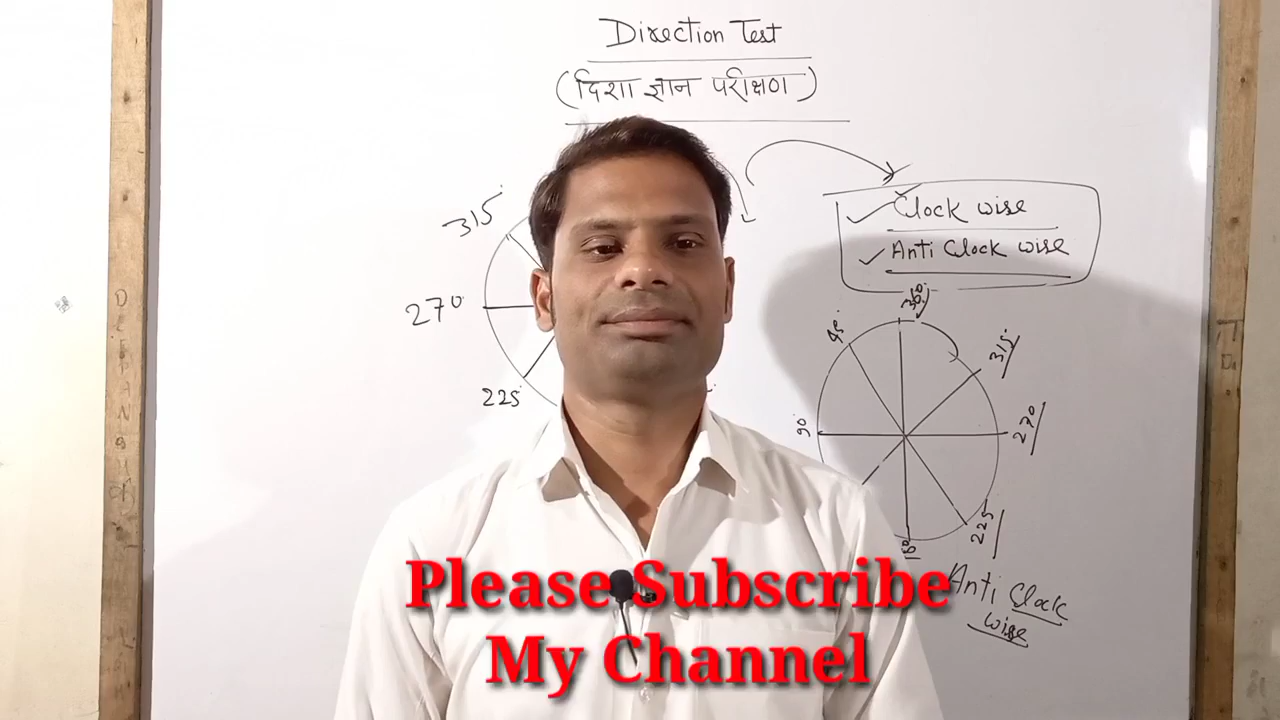 Direction Test
(दिशा ज्ञान परीक्षण)
Clock wise
Anti Clock wise
315°
270°
225°
45°
315°
90°
270°
225°
180
Anti Clock
wise
Please Subscribe
My Channel